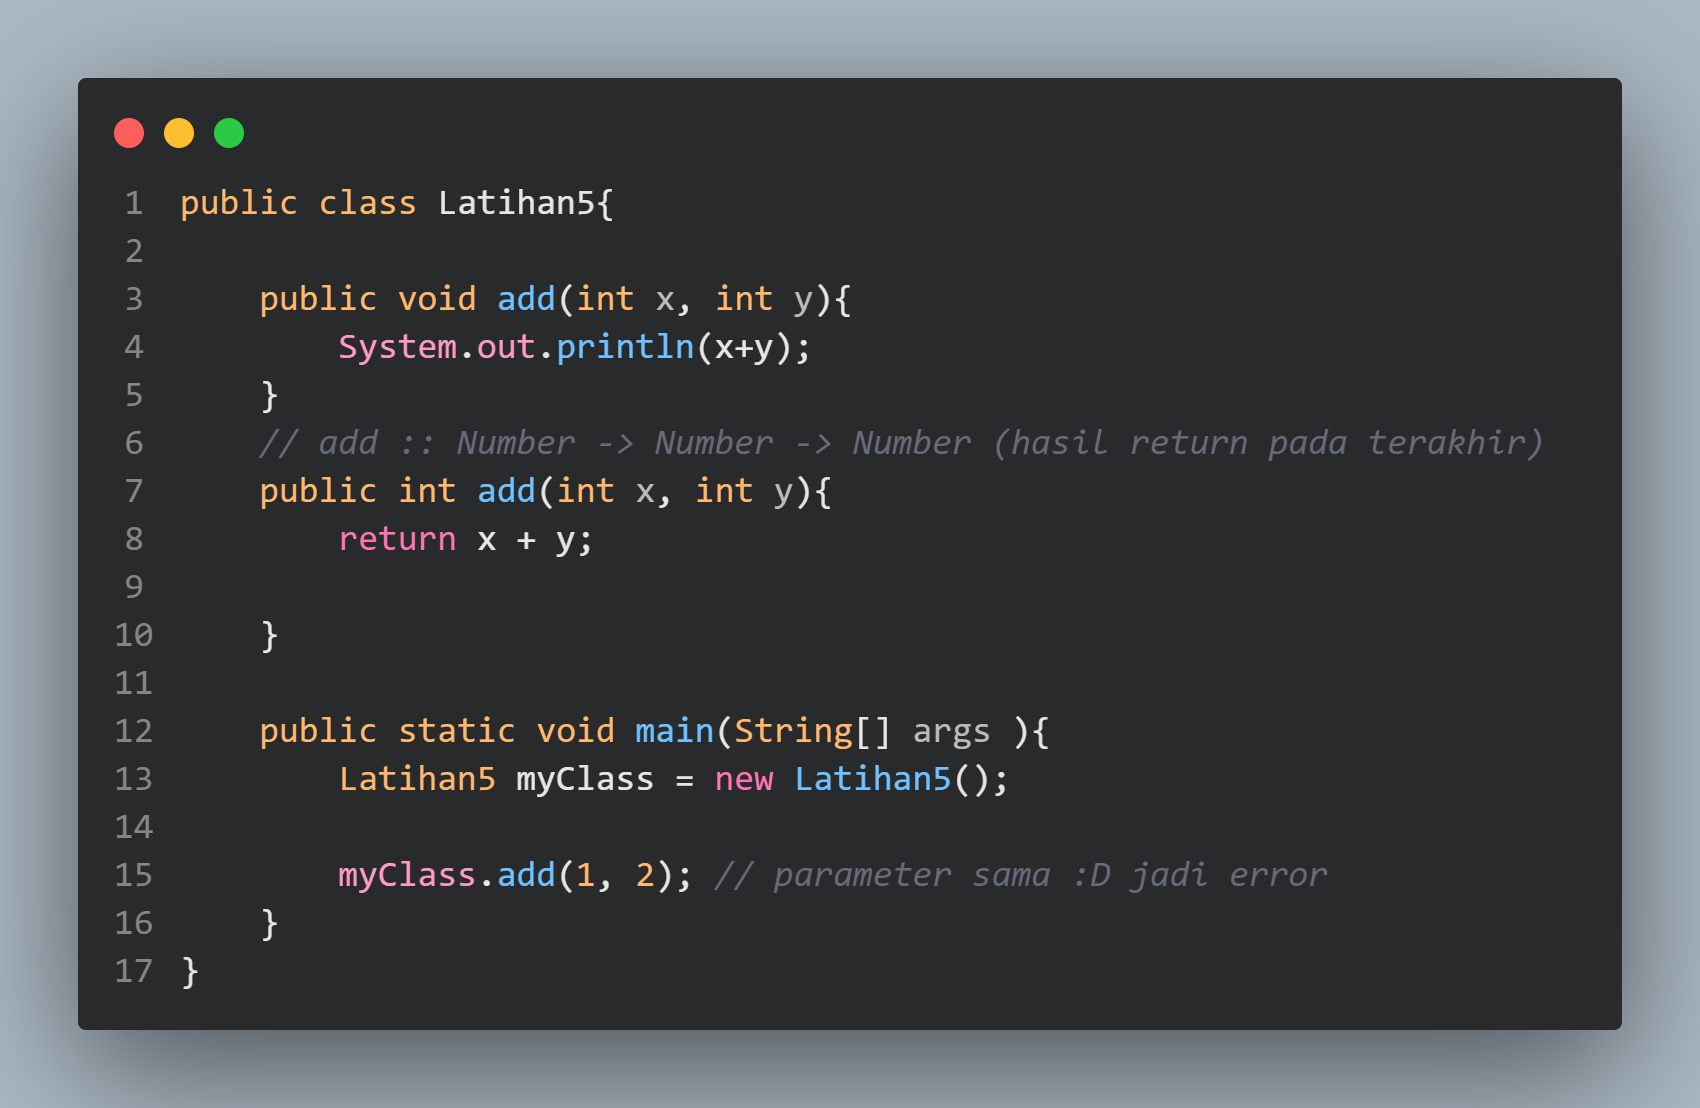 1 public class Latihan5{
2
3     public void add(int x, int y){
4         System.out.println(x+y);
5     }
6     // add :: Number -> Number -> Number (hasil return pada terakhir)
7     public int add(int x, int y){
8         return x + y;
9
10     }
11
12     public static void main(String[] args ){
13         Latihan5 myClass = new Latihan5();
14
15         myClass.add(1, 2); // parameter sama :D jadi error
16     }
17 }